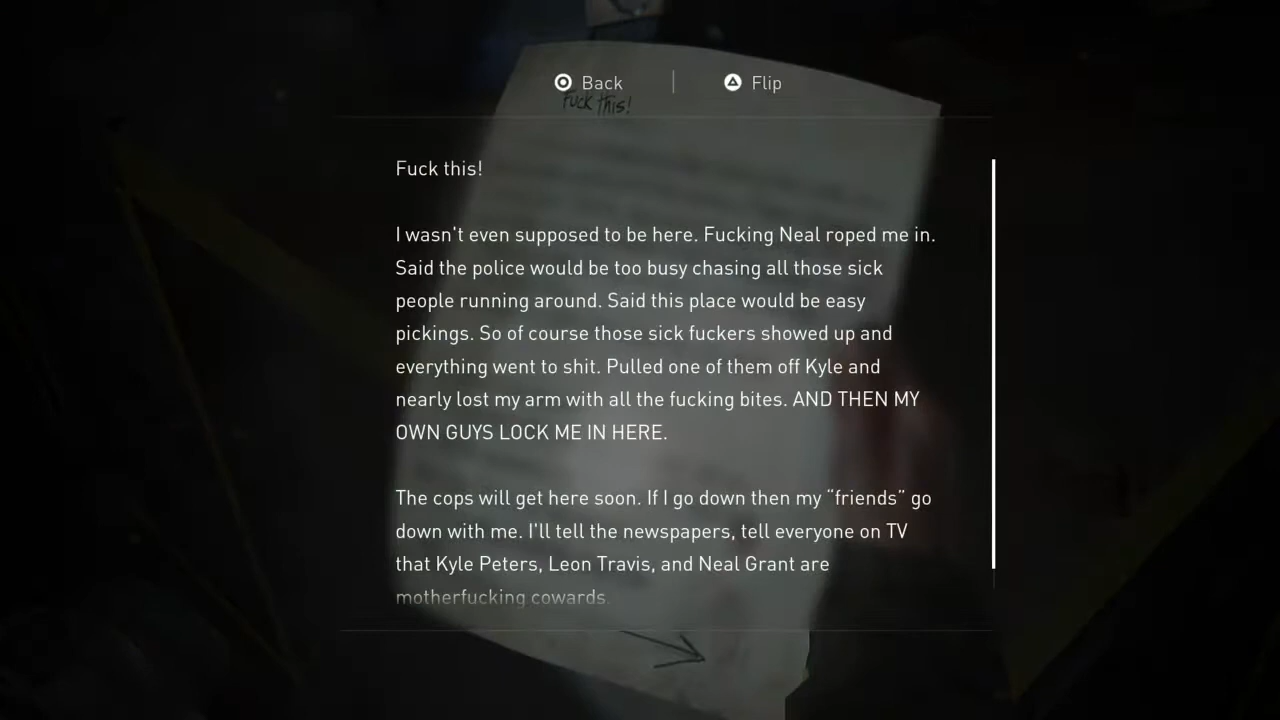 Back
Flip
Fuck this!
Fuck this!
I wasn't even supposed to be here. Fucking Neal roped me in.
Said the police would be too busy chasing all those sick
people running around. Said this place would be easy
pickings. So of course those sick fuckers showed up and
everything went to shit. Pulled one of them off Kyle and
nearly lost my arm with all the fucking bites. AND THEN MY
OWN GUYS LOCK ME IN HERE.
The cops will get here soon. If I go down then my “friends” go
down with me. I'll tell the newspapers, tell everyone on TV
that Kyle Peters, Leon Travis, and Neal Grant are
motherfucking cowards.